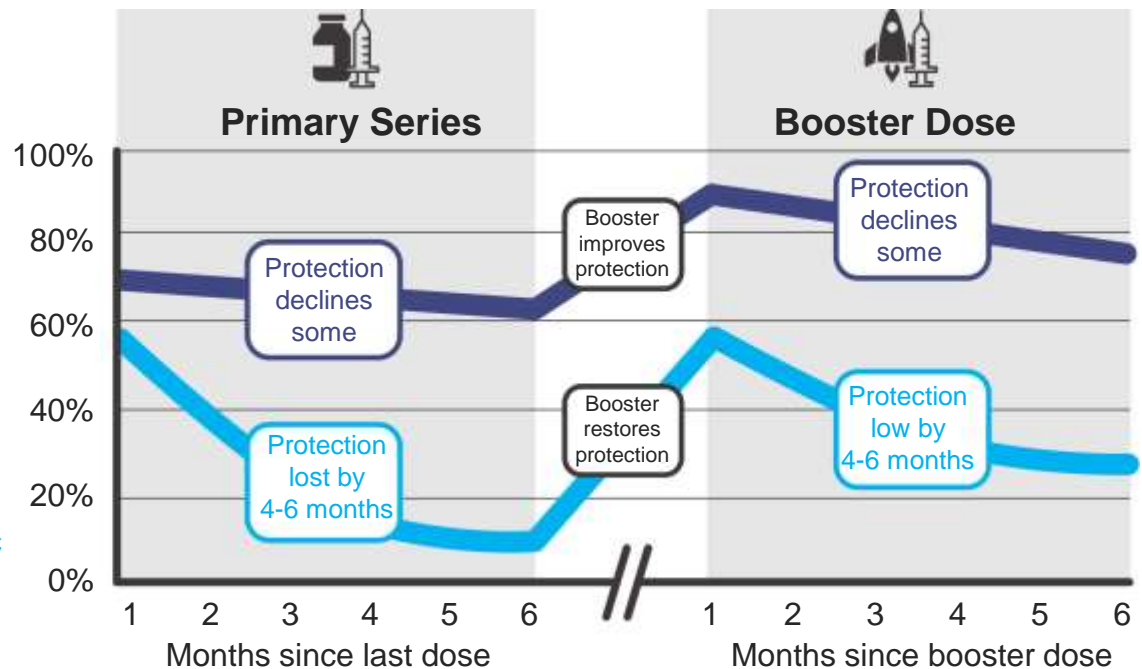 Primary Series
Booster Dose
100%
80%
60%
40%
20%
0%
Protection
declines
some
Booster
improves
protection
Protection
declines
some
Protection
lost by
4-6 months
Booster
restores
protection
Protection
low by
4-6 months
1 2 3 4 5 6 1 2 3 4 5 6
Months since last dose
Months since booster dose